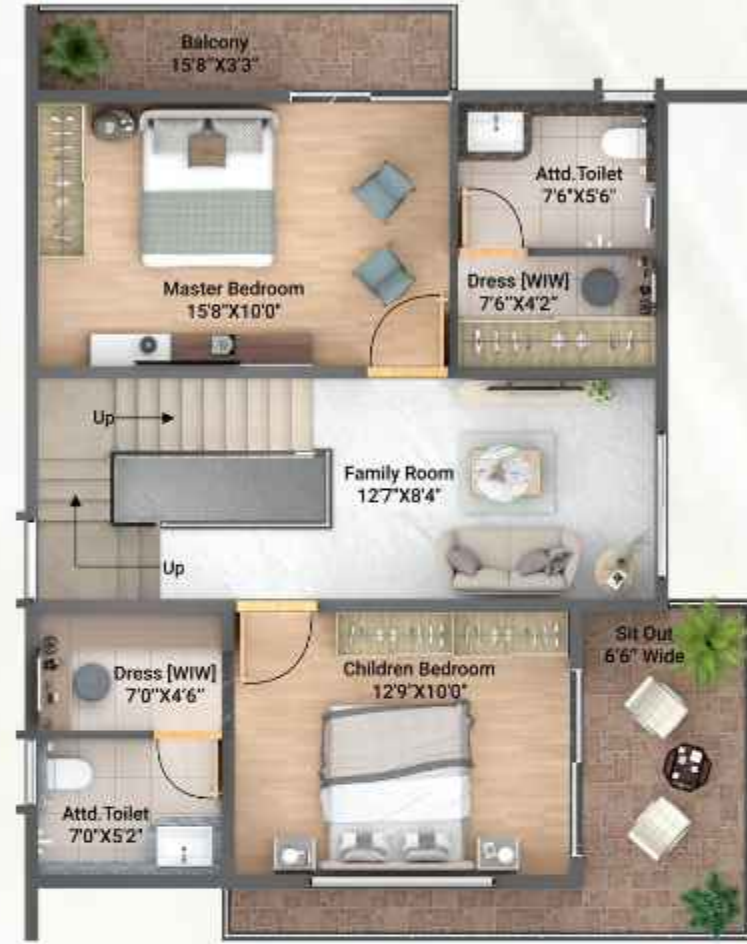 Balcony
15'8"X3'3"
Attd.Toilet
7'6"X5'6"
Master Bedroom
15'8"X10'0"
Dress [WIW]
7'6"X4'2"
Up
Family Room
12'7"X8'4"
Up
Sit Out
6'6" Wide
Dress [WIW]
7'0"X4'6"
Children Bedroom
12'9"X10'0"
Attd.Toilet
7'0"X5'2"